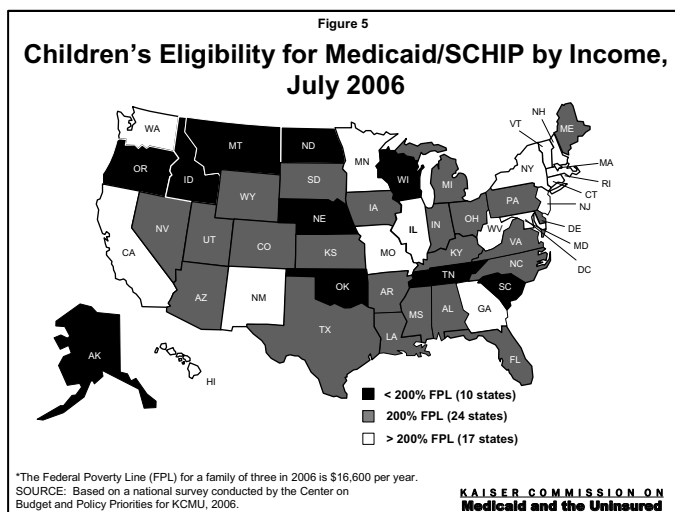 Figure 5
Children's Eligibility for Medicaid/SCHIP by Income,
July 2006
WA
OR
MT
ID
ND
MN
WI
SD
WY
NE
IA
MI
NV
UT
CO
CA
KS
MO
IL
IN
OH
PA
NY
VT
NH
ME
MA
RI
CT
NJ
DE
MD
DC
WV
VA
KY
NC
TN
SC
GA
AL
MS
AR
LA
FL
OK
TX
NM
AZ
AK
HI
< 200% FPL (10 states)
200% FPL (24 states)
> 200% FPL (17 states)
*The Federal Poverty Line (FPL) for a family of three in 2006 is $16,600 per year.
SOURCE: Based on a national survey conducted by the Center on
Budget and Policy Priorities for KCMU, 2006.
KAISER COMMISSION ON
Medicaid and the Uninsured